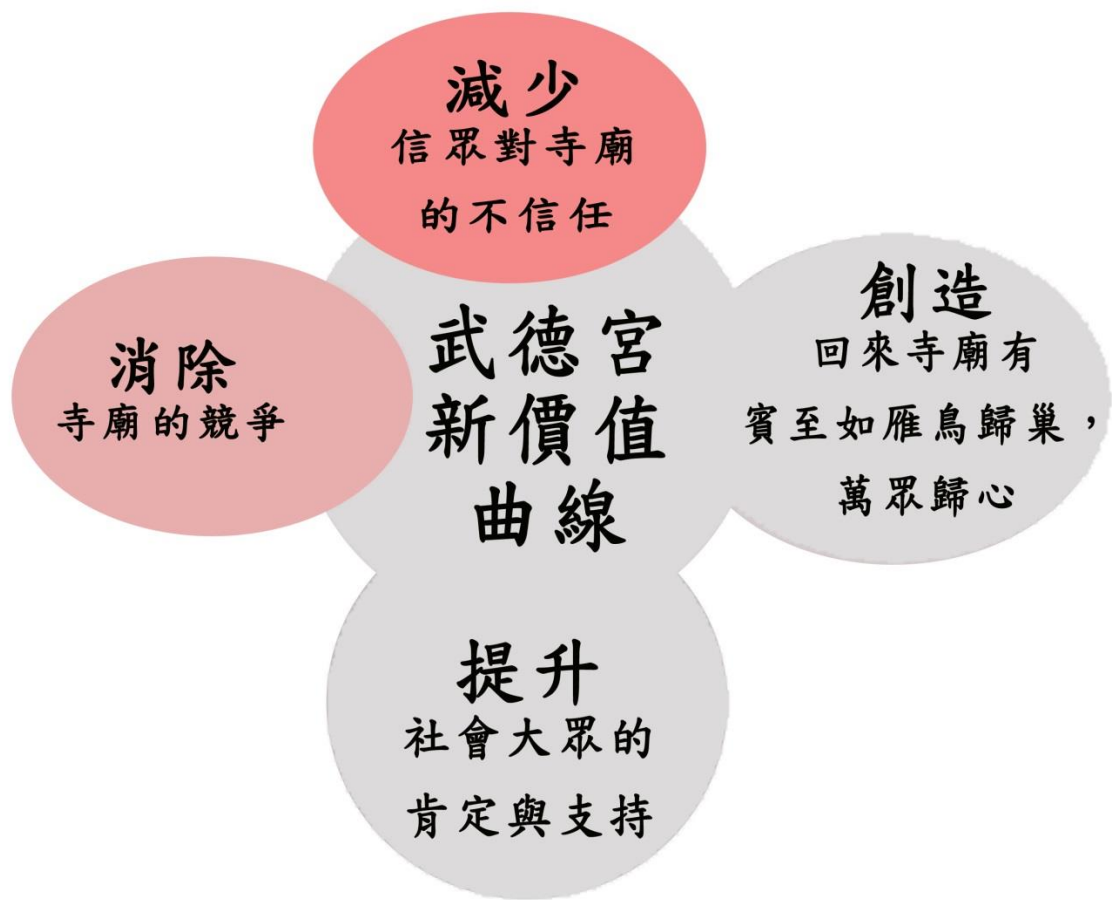 減少
信眾對寺廟
的不信任
消除
寺廟的競爭
武德宮
新價值
曲線
創造
回來寺廟有
賓至如雁鳥歸巢，
萬眾歸心
提升
社會大眾的
肯定與支持